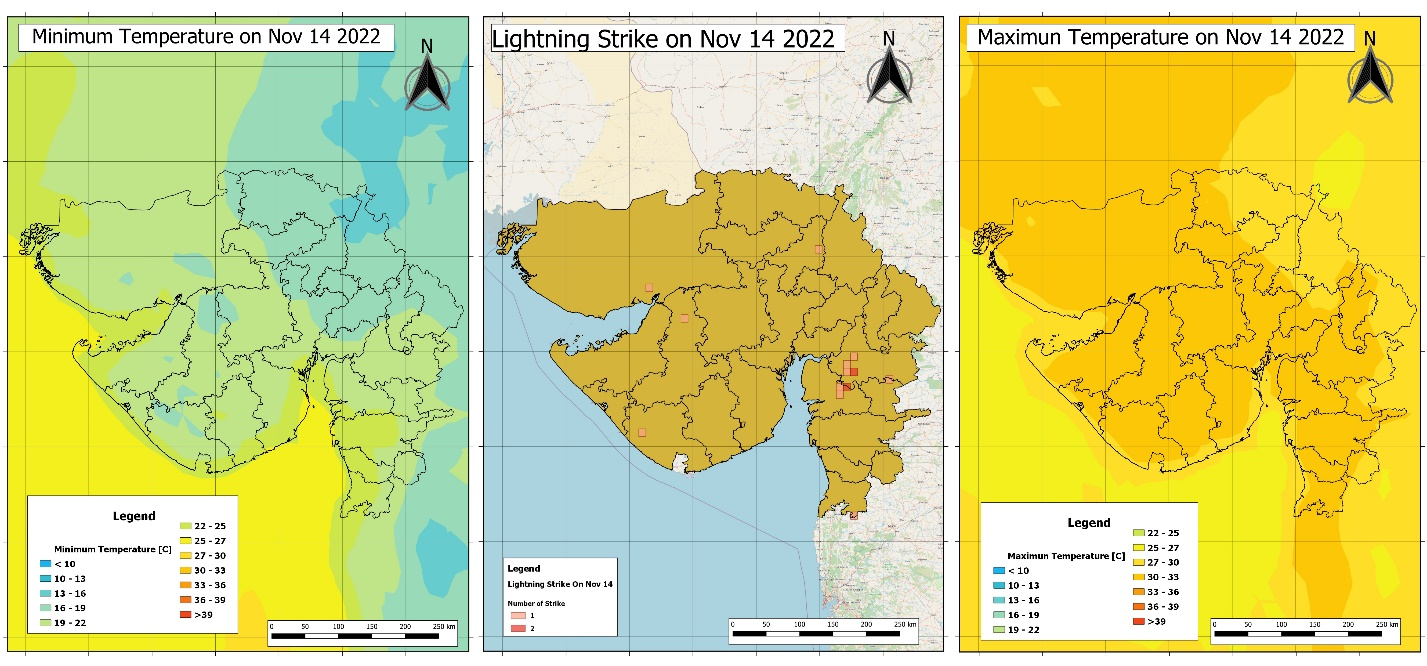 Minimum Temperature on Nov 14 2022
N
Legend
Minimum Temperature [C]
< 10
10 - 13
13 - 16
16 - 19
19 - 22
22 - 25
25 - 27
27 - 30
30 - 33
33 - 36
36 - 39
>39
0 50 100 150 200 250 km
Lightning Strike on Nov 14 2022
N
Legend
Lightning Strike On Nov 14
Number of Strike
1
2
0 50 100 150 200 250 km
Maximun Temperature on Nov 14 2022
N
Legend
Maximun Temperature [C]
< 10
10 - 13
13 - 16
16 - 19
19 - 22
22 - 25
25 - 27
27 - 30
30 - 33
33 - 36
36 - 39
>39
0 50 100 150 200 250 km